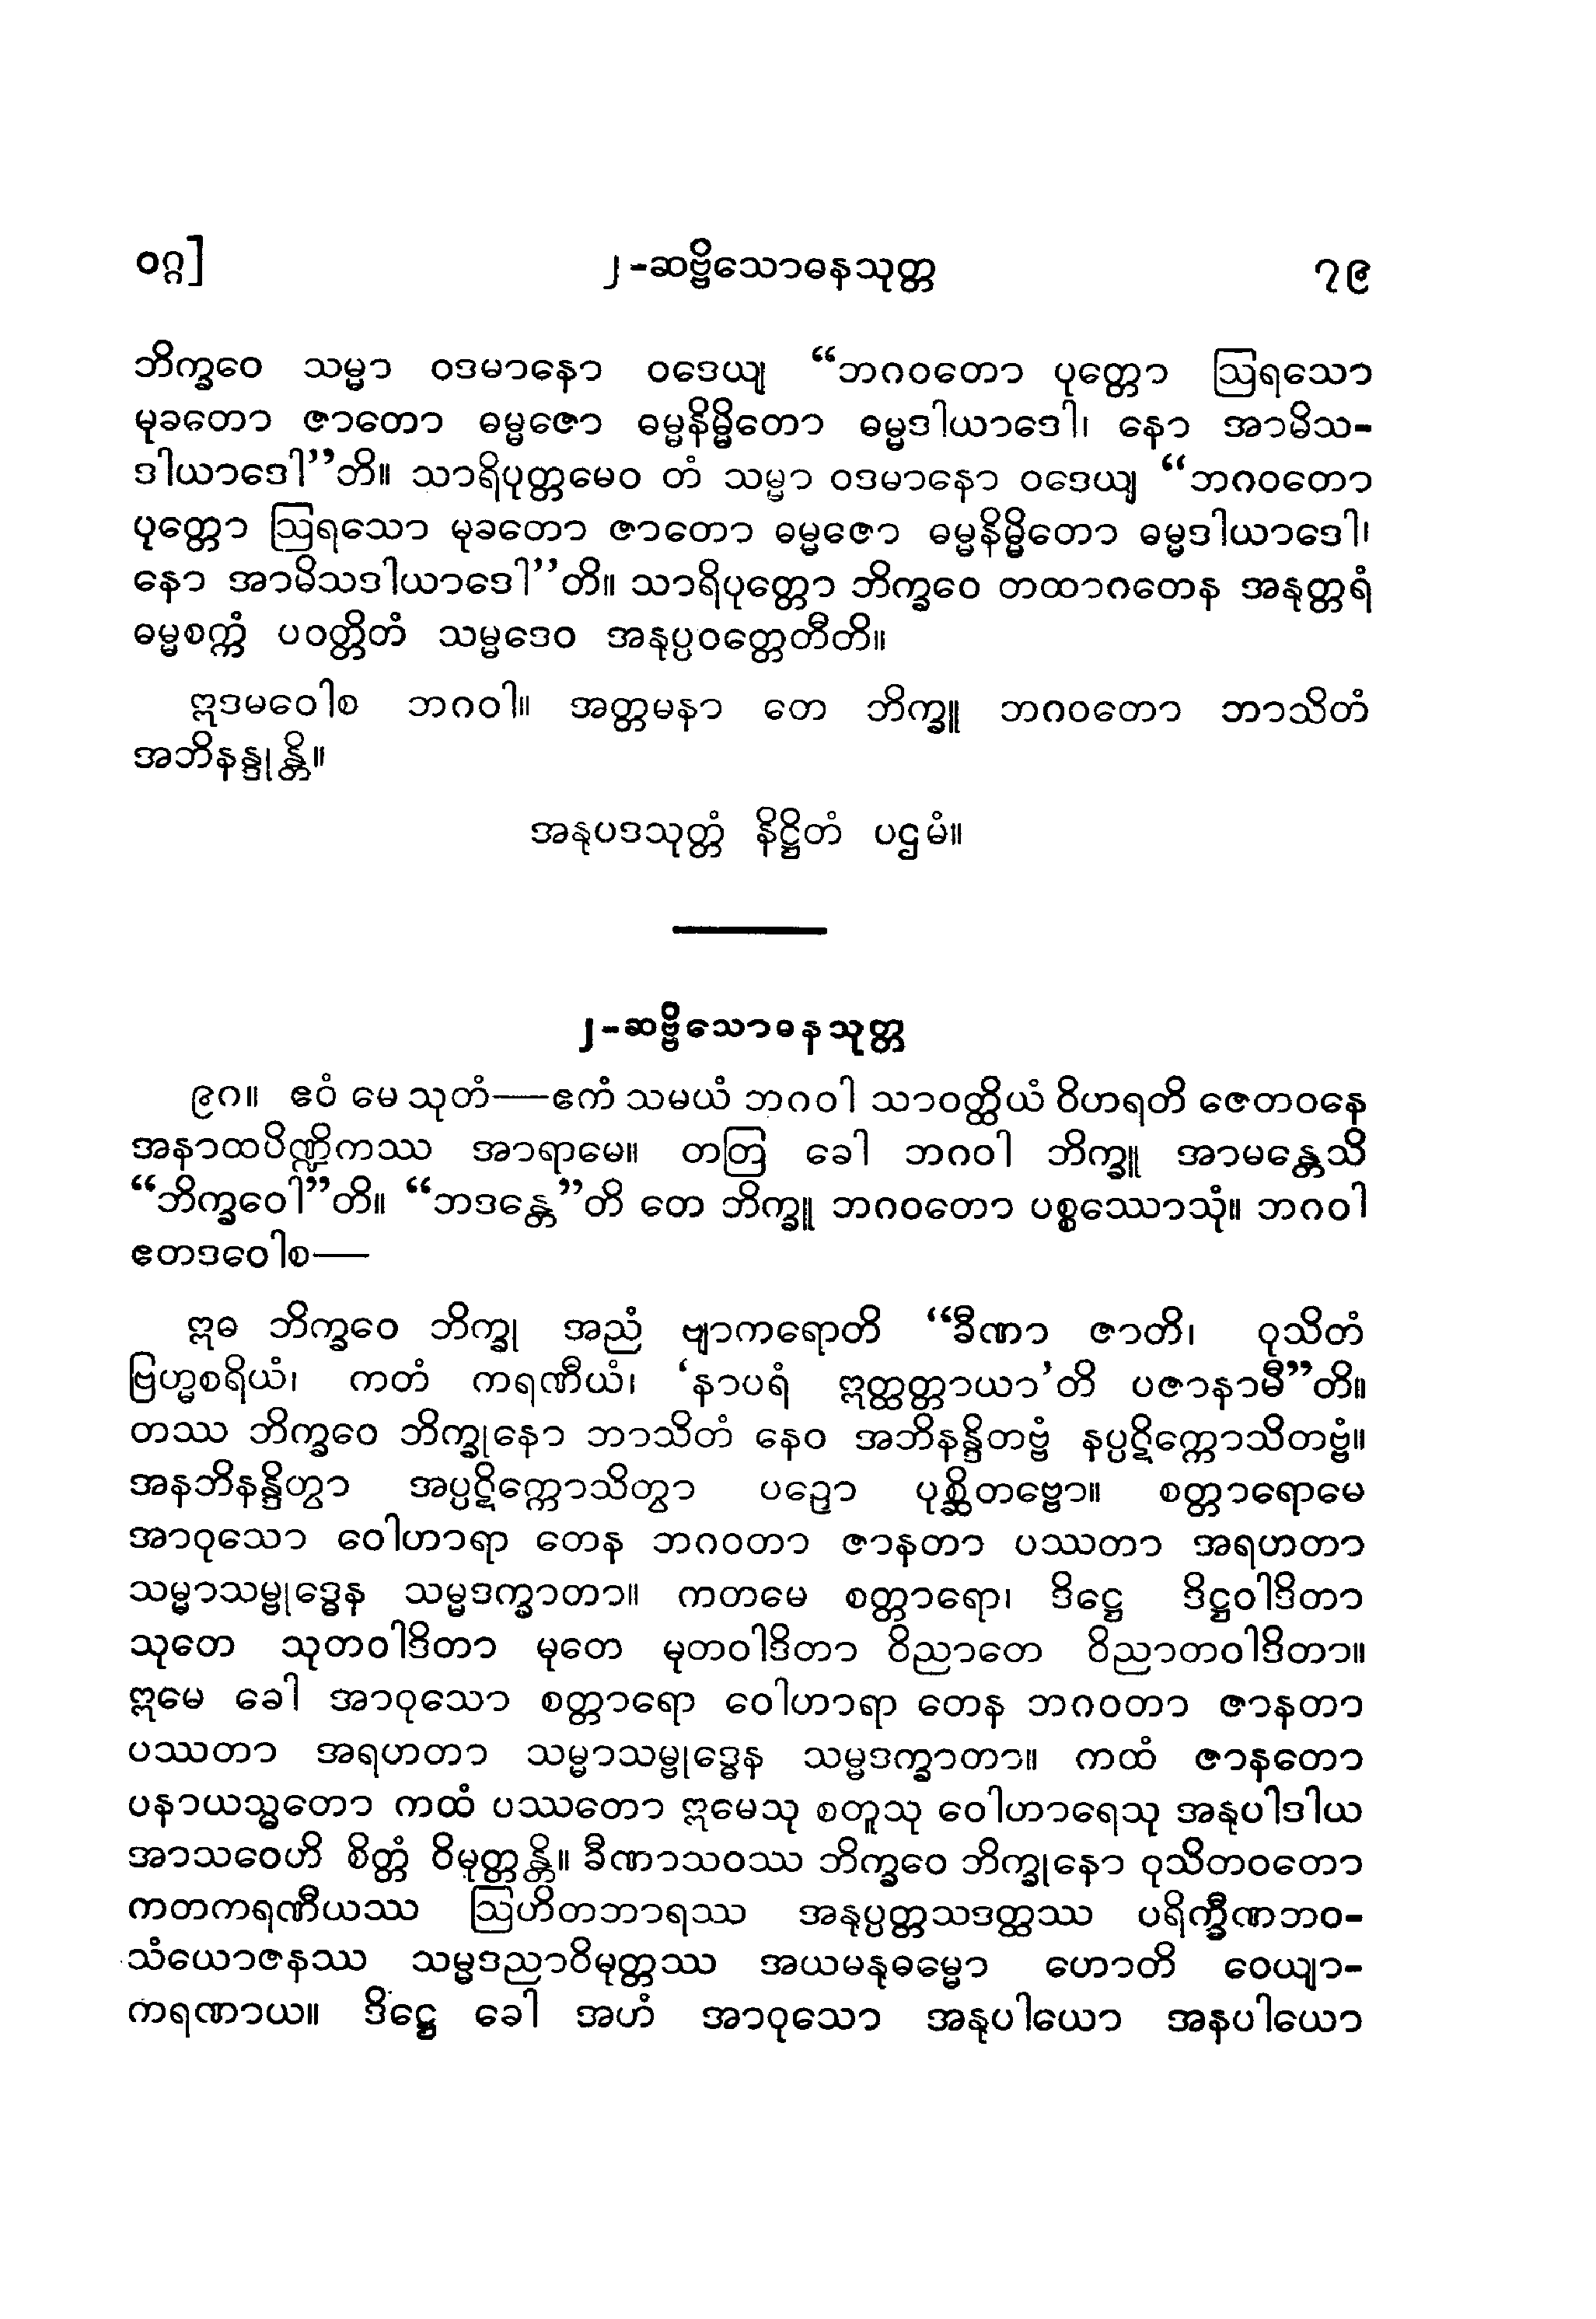 ဝဂ္ဂ]	၂-ဆဗ္ဗိသောဓနသုတ္တ	၇၉
ဘိက္ခဝေ သမ္မာ ဝဒမာနော ဝဒေယျ “ဘဂဝတော ပုတ္တော ဩရသော
မုခတော ဇာတော ဓမ္မဇော ဓမ္မနိမ္မိတော ဓမ္မဒါယာဒေါ၊ နော အာမိသ-
ဒါယာဒေါ”ဘိ။ သာရိပုတ္တမေဝ တံ သမ္မာ ဝဒမာနော ဝဒေယျ “ဘဂဝတော
ပုတ္တော ဩရသော မုခတော ဇာတော ဓမ္မဇော ဓမ္မနိမ္မိတော ဓမ္မဒါယာဒေါ၊
နော အာမိသဒါယာဒေါ”တိ။ သာရိပုတ္တော ဘိက္ခဝေ တထာဂတေန အနုတ္တရံ
ဓမ္မစက္ကံ ပဝတ္တိတံ သမ္မဒေဝ အနုပ္ပဝတ္တေတီတိ။
ဣဒမဝေါစ ဘဂဝါ။ အတ္တမနာ တေ ဘိက္ခူ ဘဂဝတော ဘာသိတံ
အဘိနန္ဒုန္တိ။
အနုပဒသုတ္တံ နိဋ္ဌိတံ ပဌမံ။
၂-ဆဗ္ဗိသောဓနသုတ္တ
၉ဂ။ ဧဝံ မေ သုတံ—ဧကံ သမယံ ဘဂဝါ သာဝတ္ထိယံ ဝိဟရတိ ဇေတဝနေ
အနာထပိဏ္ဍိကဿ အာရာမေ။ တတြ ခေါ ဘဂဝါ ဘိက္ခူ အာမန္တေသိ
“ဘိက္ခဝေါ”တိ။ “ဘဒန္တေ”တိ တေ ဘိက္ခူ ဘဂဝတော ပစ္စဿောသုံ။ ဘဂဝါ
ဧတဒဝေါစ—
ဣဓ ဘိက္ခဝေ ဘိက္ခု အညံ ဗျာကရောတိ “ခီဏာ ဇာတိ၊ ဝုသိတံ
ဗြဟ္မစရိယံ၊ ကတံ ကရဏီယံ၊ ‘နာပရံ ဣတ္ထတ္တာယာ’တိ ပဇာနာမီ”တိ။
တဿ ဘိက္ခဝေ ဘိက္ခုနော ဘာသိတံ နေဝ အဘိနန္ဒိတဗ္ဗံ နပ္ပဋိက္ကောသိတဗ္ဗံ။
အနဘိနန္ဒိတွာ အပ္ပဋိက္ကောသိတွာ ပဉှော ပုစ္ဆိတဗ္ဗော။ စတ္တာရောမေ
အာဝုသော ဝေါဟာရာ တေန ဘဂဝတာ ဇာနတာ ပဿတာ အရဟတာ
သမ္မာသမ္ဗုဒ္ဓေန သမ္မဒက္ခာတာ။ ကတမေ စတ္တာရော၊ ဒိဋ္ဌေ ဒိဋ္ဌဝါဒိတာ
သုတေ သုတဝါဒိတာ မုတေ မုတဝါဒိတာ ဝိညာတေ ဝိညာတဝါဒိတာ။
ဣမေ ခေါ အာဝုသော စတ္တာရော ဝေါဟာရာ တေန ဘဂဝတာ ဇာနတာ
ပဿတာ အရဟတာ သမ္မာသမ္ဗုဒ္ဓေန သမ္မဒက္ခာတာ။ ကထံ ဇာနတော
ပနာယသ္မတော ကထံ ပဿတော ဣမေသု စတူသု ဝေါဟာရေသု အနုပါဒါယ
အာသဝေဟိ စိတ္တံ ဝိမုတ္တန္တိ။ ခီဏာသဝဿ ဘိက္ခဝေ ဘိက္ခုနော ဝုသိတဝတော
ကတကရဏီယဿ ဩဟိတဘာရဿ အနုပ္ပတ္တသဒတ္ထဿ ပရိက္ခီဏဘဝ-
သံယောဇနဿ သမ္မဒညာဝိမုတ္တဿ အယမနုဓမ္မော ဟောတိ ဝေယျာ-
ကရဏာယ။ ဒိဋ္ဌေ ခေါ အဟံ အာဝုသော အနုပါယော အနပါယော